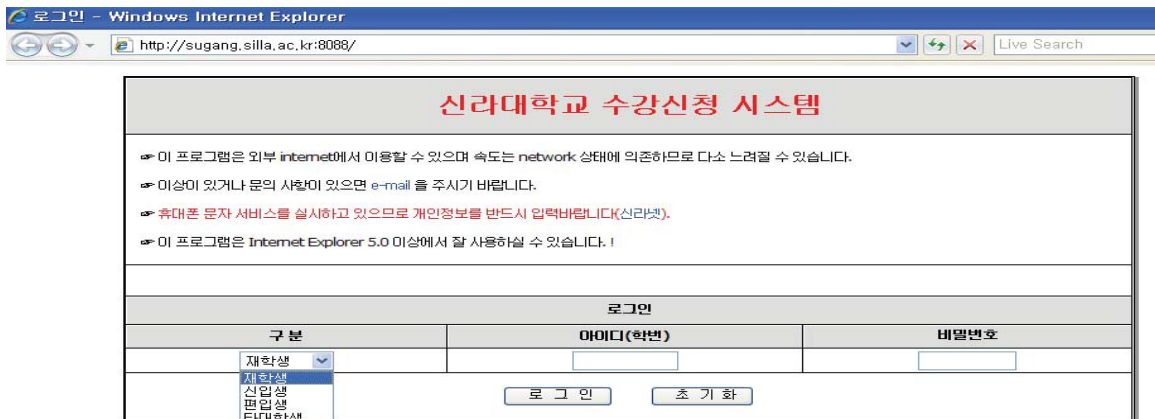 로그인 - Windows Internet Explorer
http://sugang.silla.ac.kr:8088/ Live Search
신라대학교 수강신청 시스템
☞ 이 프로그램은 외부 internet에서 이용할 수 있으며 속도는 network 상태에 의존하므로 다소 느려질 수 있습니다.
☞ 이상이 있거나 문의 사항이 있으면 e-mail 을 주시기 바랍니다.
☞ 휴대폰 문자 서비스를 실시하고 있으므로 개인정보를 반드시 입력바랍니다(신라넷).
☞ 이 프로그램은 Internet Explorer 5.0 이상에서 잘 사용하실 수 있습니다. !
로그인
구 분 아이디(학번) 비밀번호
재학생
재학생
신입생
편입생
타대학생
로 그 인 초 기 화